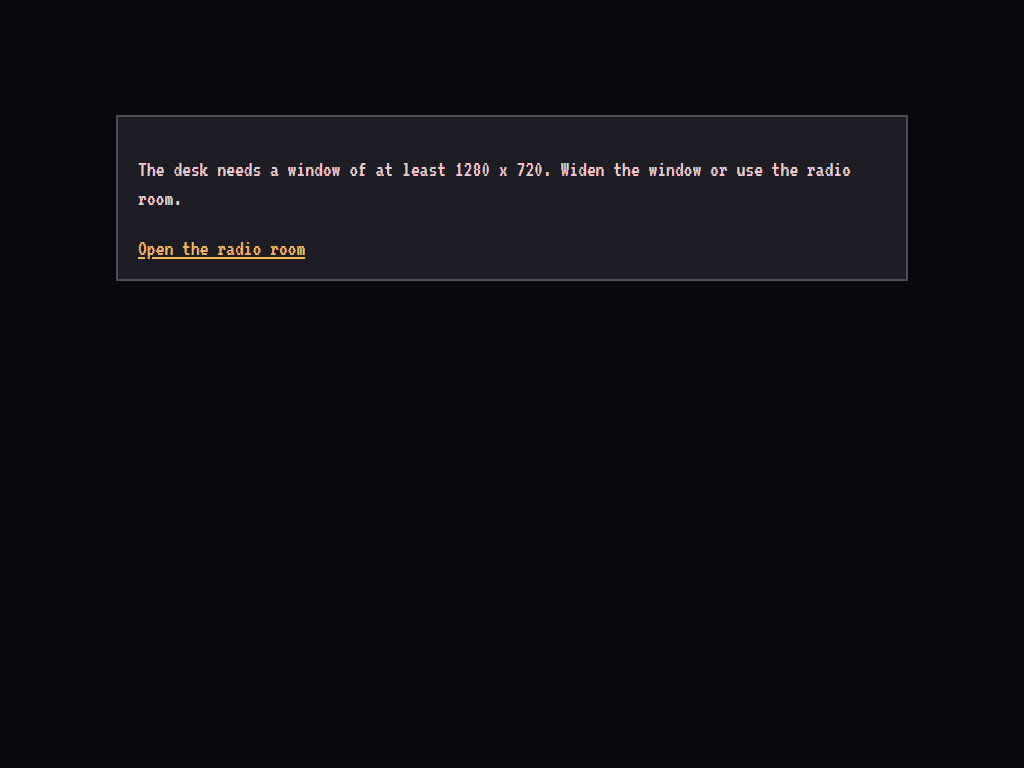 The desk needs a window of at least 1280 x 720. Widen the window or use the radio
room.
Open the radio room